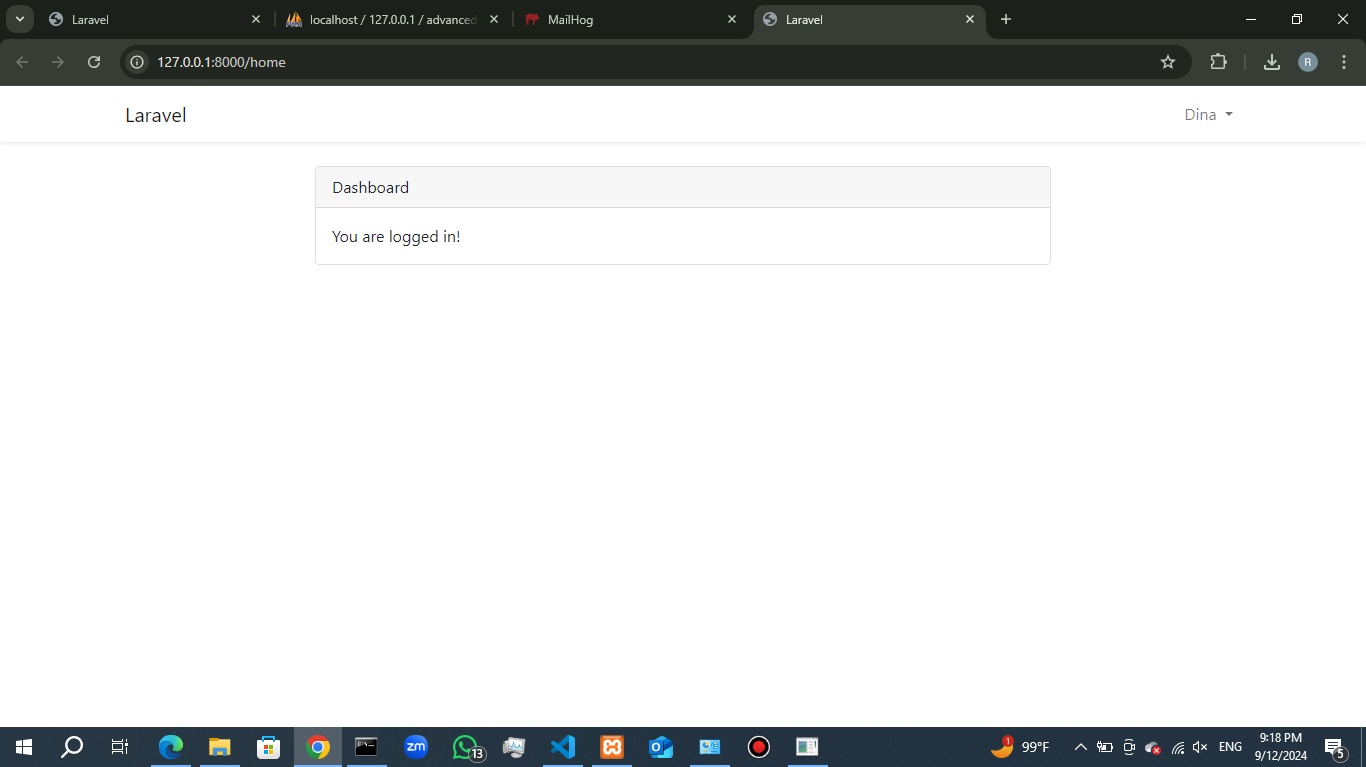 Laravel
localhost / 127.0.0.1 / advanced
MailHog
Laravel
127.0.0.1:8000/home
R
Laravel
Dina
Dashboard
You are logged in!
zm
13
1
99°F
ENG
9:18 PM
9/12/2024
5